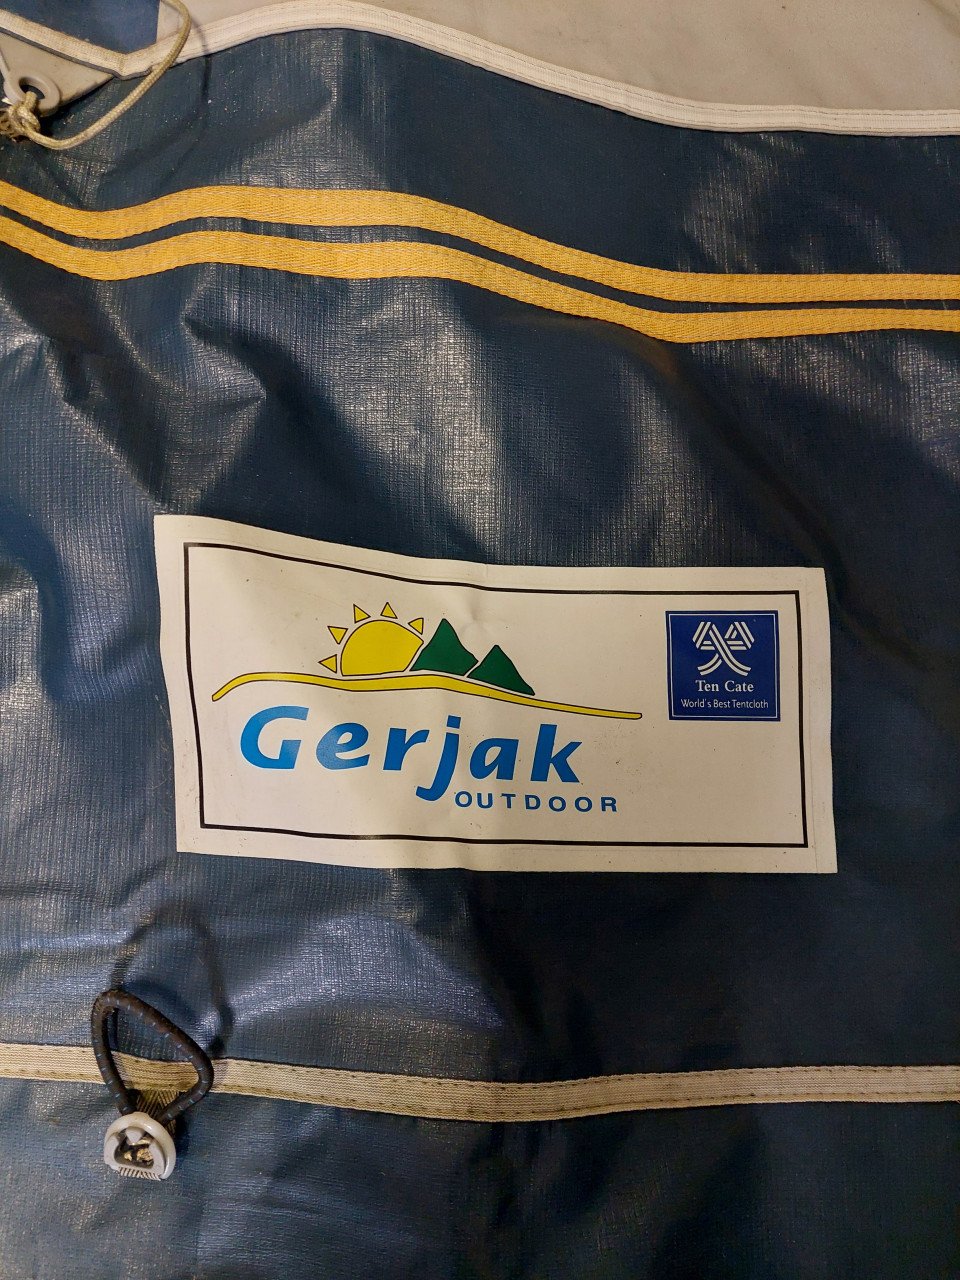 Gerjak
OUTDOOR
Ten Cate
World's Best Tentcloth